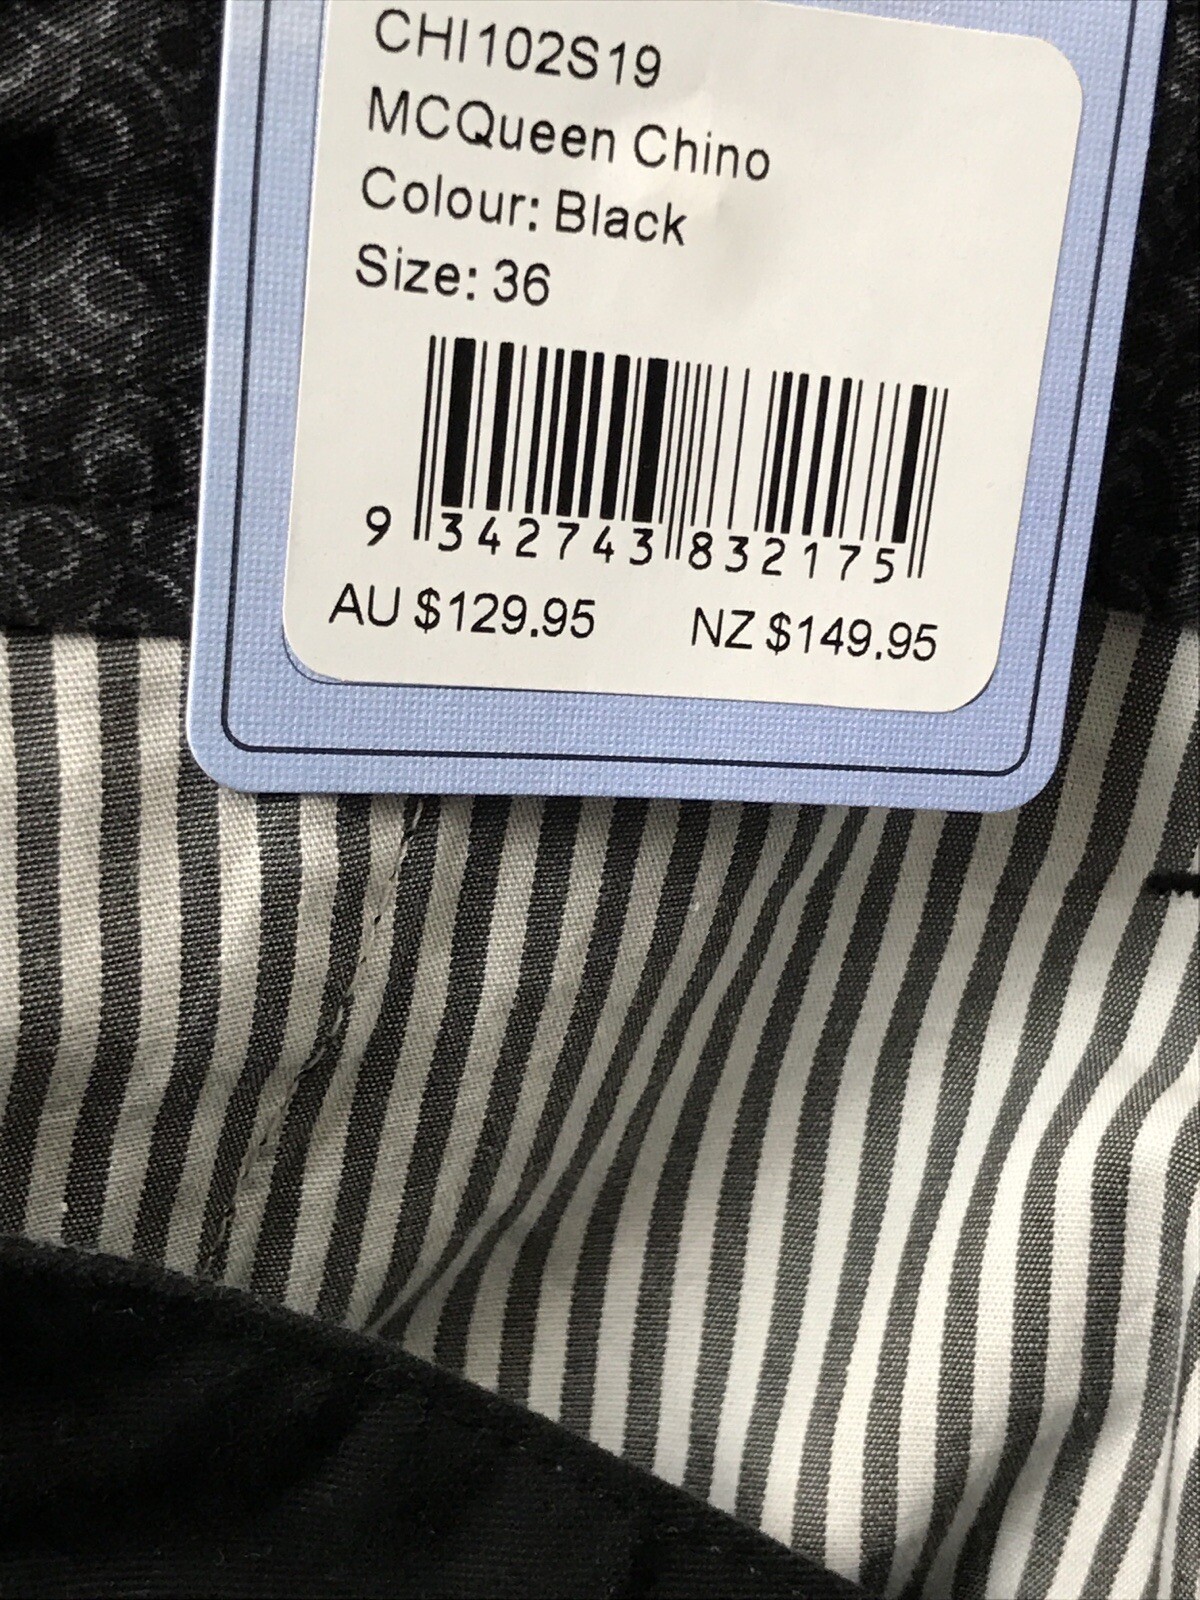 CHI102S19
MCQueen Chino
Colour: Black
Size: 36
9 342743 832175
AU $129.95 NZ $149.95